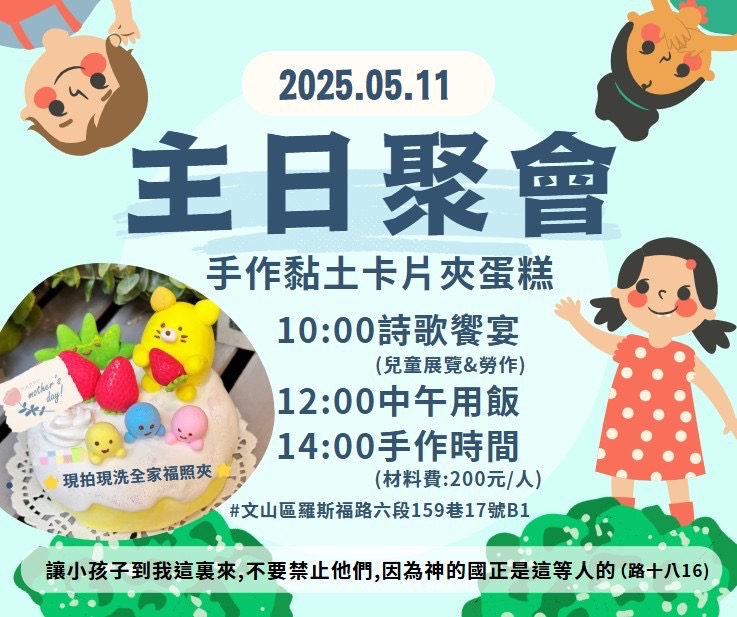 2025.05.11
主日聚會
手作黏土卡片夾蛋糕
10:00詩歌饗宴
(兒童展覽&勞作)
12:00中午用飯
14:00手作時間
(材料費:200元/人)
#文山區羅斯福路六段159巷17號B1
mother's
day!
現拍現洗全家福照夾
讓小孩子到我這裏來,不要禁止他們,因為神的國正是這等人的(路十八16)